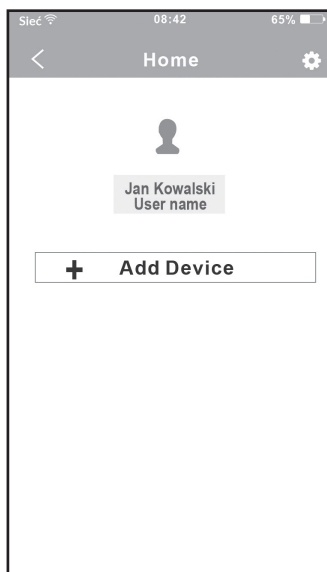 Sieć 08:42 65%
Home
Jan Kowalski
User name
+ Add Device